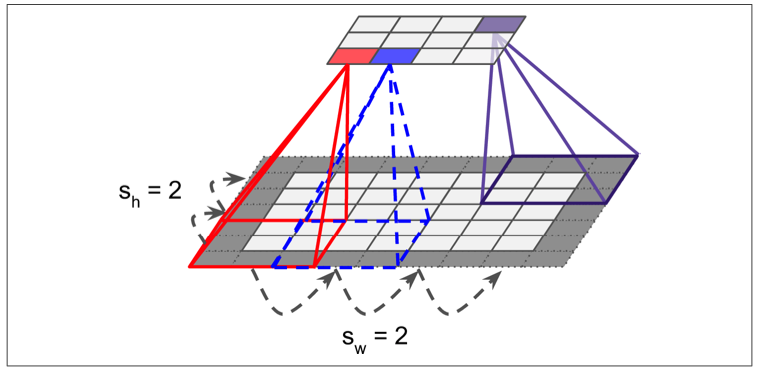 s_h = 2
s_w = 2